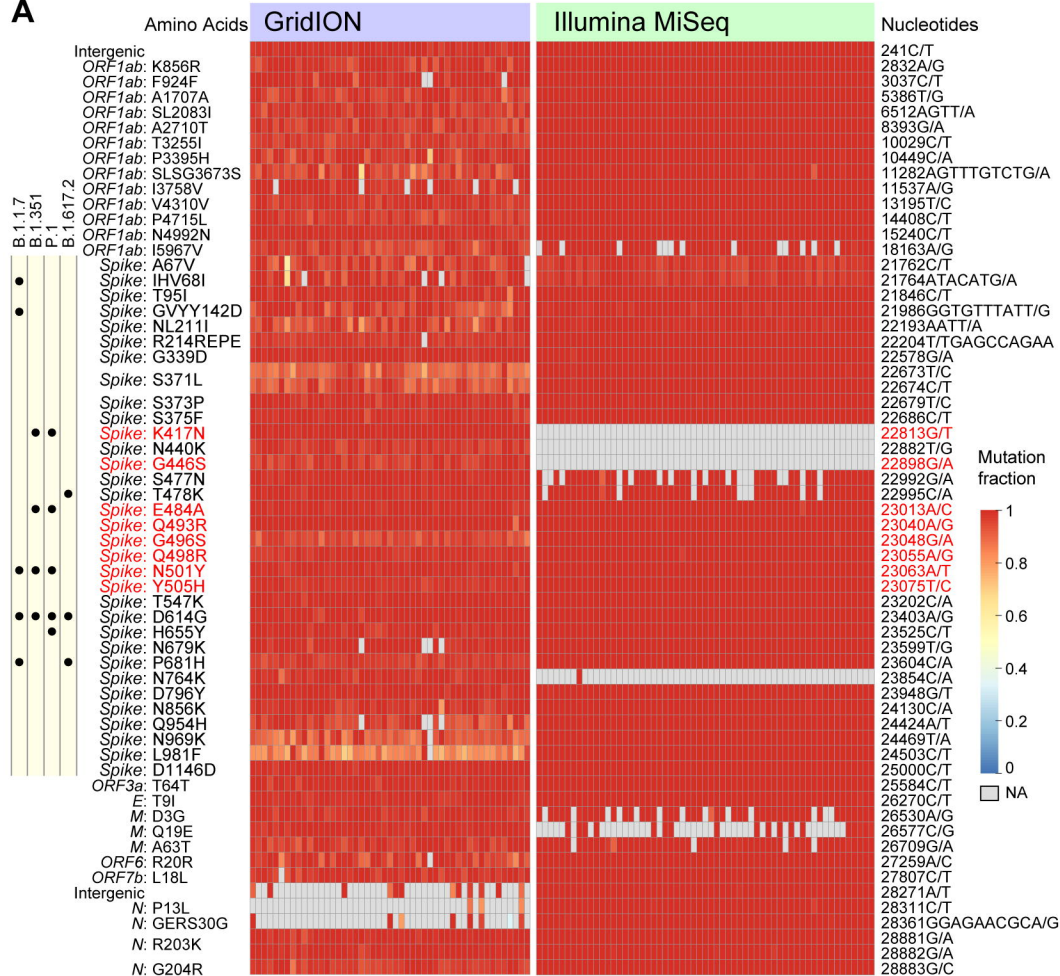 A
Amino Acids GridION Illumina MiSeq Nucleotides
B.1.1.7
B.1.351
P.1
B.1.617.2
Intergenic 241C/T
ORF1ab: K856R 2832A/G
ORF1ab: F924F 3037C/T
ORF1ab: A1707A 5386T/G
ORF1ab: SL2083I 6512AGTT/A
ORF1ab: A2710T 8393G/A
ORF1ab: T3255I 10029C/T
ORF1ab: P3395H 10449C/A
ORF1ab: SLSG3673S 11282AGTTTGTCTG/A
ORF1ab: I3758V 11537A/G
ORF1ab: V4310V 13195T/C
ORF1ab: P4715L 14408C/T
ORF1ab: N4992N 15240C/T
ORF1ab: I5967V 18163A/G
Spike: A67V 21762C/T
Spike: IHV68I 21764ATACATG/A
Spike: T95I 21846C/T
Spike: GVYY142D 21986GGTGTTTATT/G
Spike: NL211I 22193AATT/A
Spike: R214REPE 22204T/TGAGCCAGAA
Spike: G339D 22578G/A
Spike: S371L 22673T/C
22674C/T
Spike: S373P 22679T/C
Spike: S375F 22686C/T
Spike: K417N 22813G/T
Spike: N440K 22882T/G
Spike: G446S 22898G/A
Spike: S477N 22992G/A
Spike: T478K 22995C/A
Spike: E484A 23013A/C
Spike: Q493R 23040A/G
Spike: G496S 23048G/A
Spike: Q498R 23055A/G
Spike: N501Y 23063A/T
Spike: Y505H 23075T/C
Spike: T547K 23202C/A
Spike: D614G 23403A/G
Spike: H655Y 23525C/T
Spike: N679K 23599T/G
Spike: P681H 23604C/A
Spike: N764K 23854C/A
Spike: D796Y 23948G/T
Spike: N856K 24130C/A
Spike: Q954H 24424A/T
Spike: N969K 24469T/A
Spike: L981F 24503C/T
Spike: D1146D 25000C/T
ORF3a: T64T 25584C/T
E: T9I 26270C/T
M: D3G 26530A/G
M: Q19E 26577C/G
M: A63T 26709G/A
ORF6: R20R 27259A/C
ORF7b: L18L 27807C/T
Intergenic 28271A/T
N: P13L 28311C/T
N: GERS30G 28361GGAGAACGCA/G
N: R203K 28881G/A
28882G/A
N: G204R 28883G/C
Mutation
fraction
1
0.8
0.6
0.4
0.2
0
NA